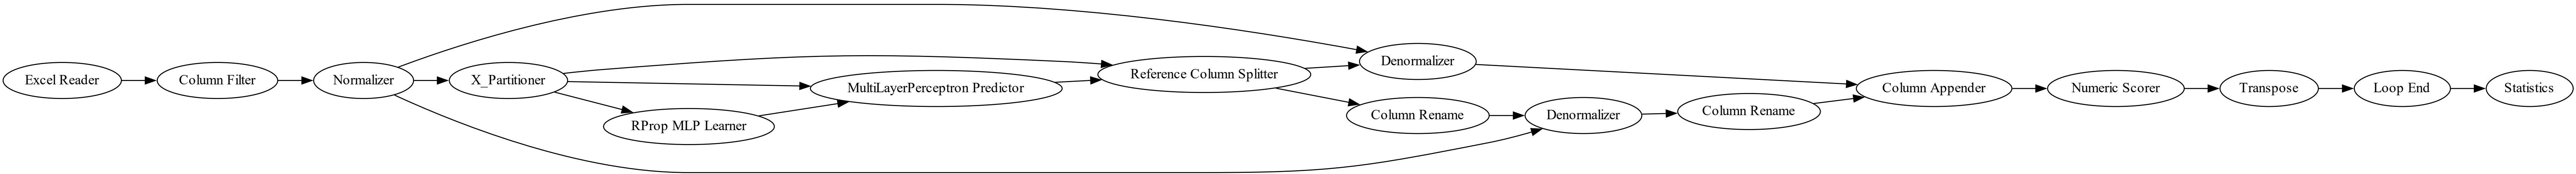 Excel Reader
Column Filter
Normalizer
X_Partitioner
RProp MLP Learner
MultiLayerPerceptron Predictor
Reference Column Splitter
Denormalizer
Column Rename
Denormalizer
Column Rename
Column Appender
Numeric Scorer
Transpose
Loop End
Statistics